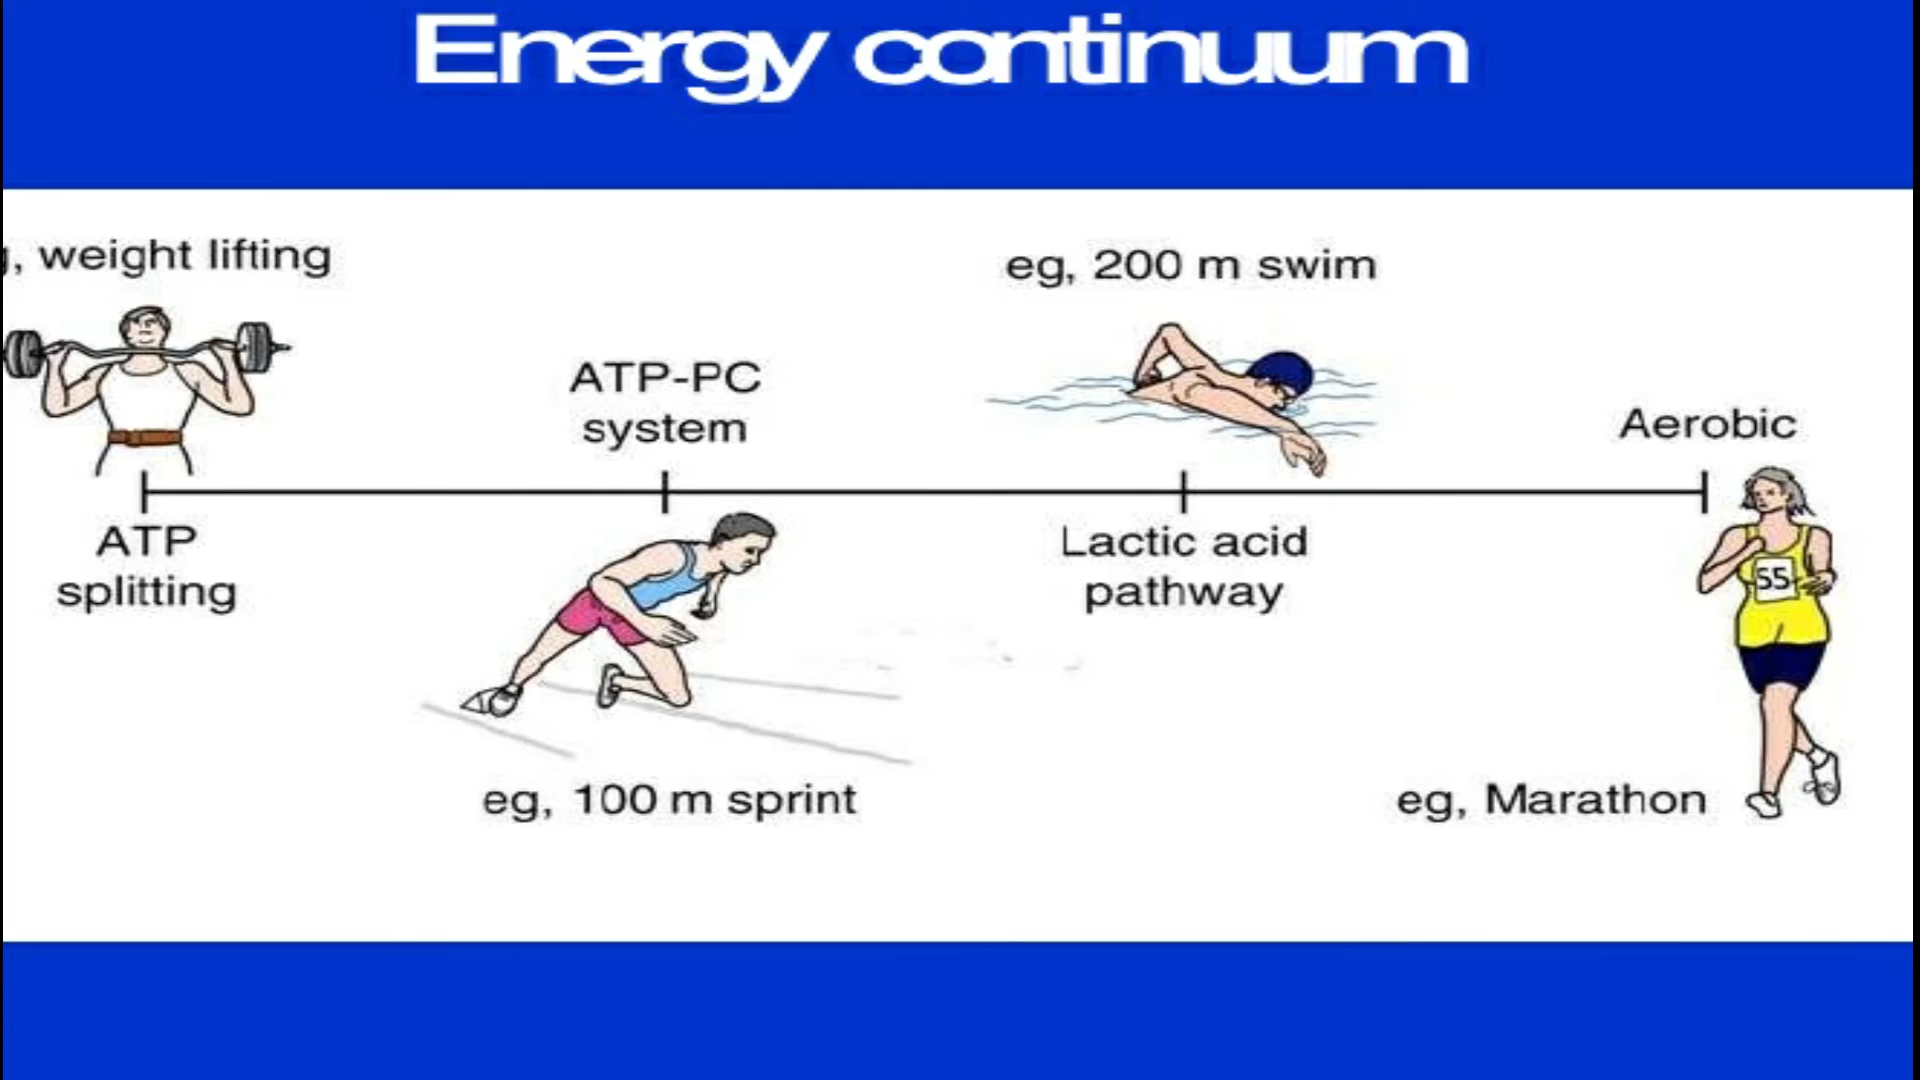 Energy continuum
g, weight lifting
eg, 200 m swim
ATP-PC
system
Aerobic
ATP
splitting
Lactic acid
pathway
55
eg, 100 m sprint
eg, Marathon